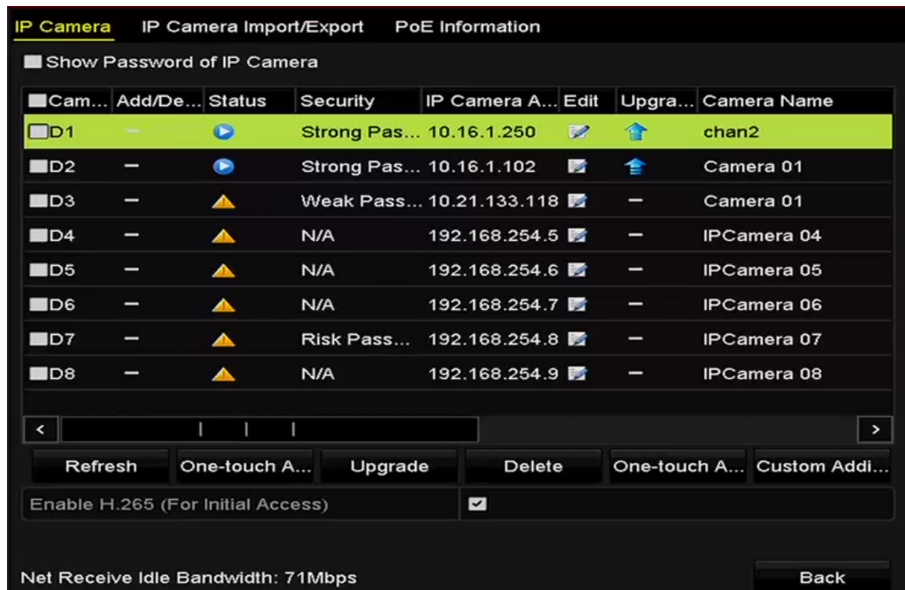 IP Camera IP Camera Import/Export PoE Information
Show Password of IP Camera
Cam... Add/De... Status Security IP Camera A... Edit Upgra... Camera Name
D1 – Strong Pas... 10.16.1.250 chan2
D2 – Strong Pas... 10.16.1.102 Camera 01
D3 – Weak Pass... 10.21.133.118 – Camera 01
D4 – N/A 192.168.254.5 – IPCamera 04
D5 – N/A 192.168.254.6 – IPCamera 05
D6 – N/A 192.168.254.7 – IPCamera 06
D7 – Risk Pass... 192.168.254.8 – IPCamera 07
D8 – N/A 192.168.254.9 – IPCamera 08
< >
Refresh One-touch A... Upgrade Delete One-touch A... Custom Addi...
Enable H.265 (For Initial Access)
Net Receive Idle Bandwidth: 71Mbps Back